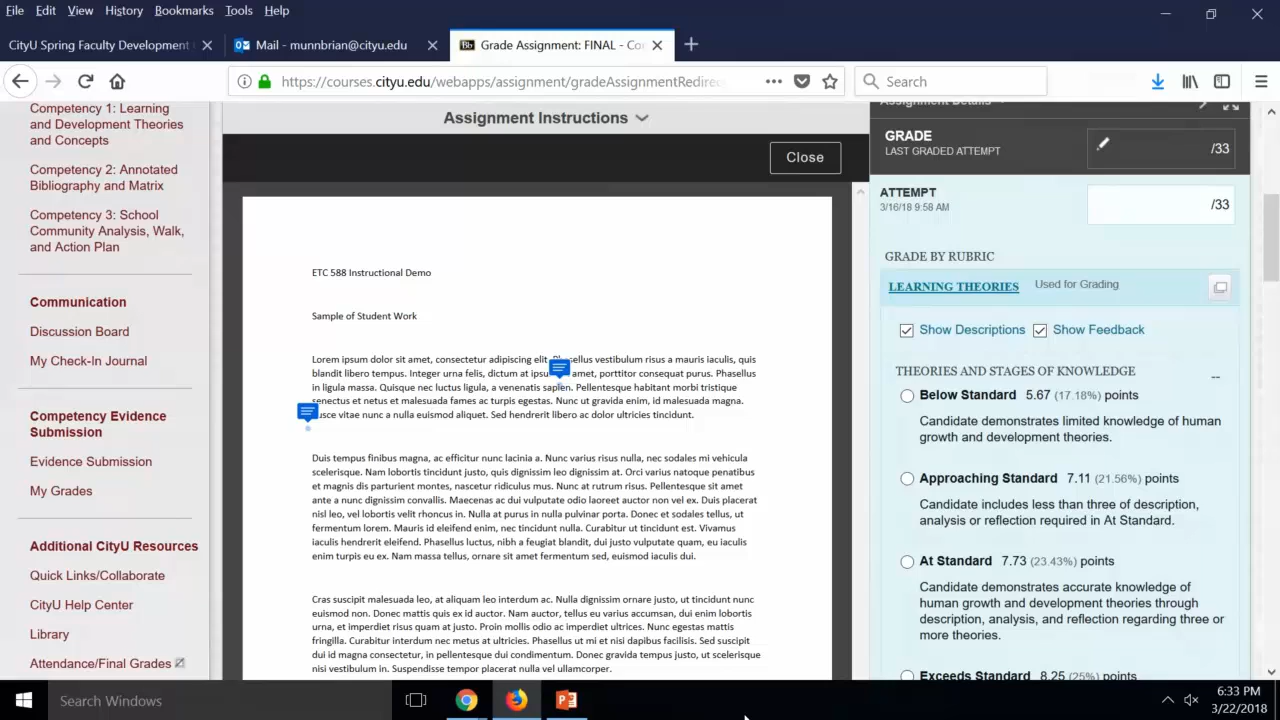 File Edit View History Bookmarks Tools Help
CityU Spring Faculty Development
Mail - munnbrian@cityu.edu
Bb Grade Assignment: FINAL - Co
https://courses.cityu.edu/webapps/assignment/gradeAssignmentRedirec
Search
Competency 1: Learning
and Development Theories
and Concepts
Competency 2: Annotated
Bibliography and Matrix
Competency 3: School
Community Analysis, Walk,
and Action Plan
Communication
Discussion Board
My Check-In Journal
Competency Evidence
Submission
Evidence Submission
My Grades
Additional CityU Resources
Quick Links/Collaborate
CityU Help Center
Library
Attendance/Final Grades
Assignment Instructions
Close
ETC 588 Instructional Demo
Sample of Student Work
Lorem ipsum dolor sit amet, consectetur adipiscing elit. Phasellus vestibulum risus a mauris iaculis, quis
blandit libero tempus. Integer urna felis, dictum at ipsum amet, porttitor consequat purus. Phasellus
in ligula massa. Quisque nec luctus ligula, a venenatis sapien. Pellentesque habitant morbi tristique
senectus et netus et malesuada fames ac turpis egestas. Nunc ut gravida enim, id malesuada magna.
Fusce vitae nunc a nulla euismod aliquet. Sed hendrerit libero ac dolor ultricies tincidunt.
Duis tempus finibus magna, ac efficitur nunc lacinia a. Nunc varius risus nulla, nec sodales mi vehicula
scelerisque. Nam lobortis tincidunt justo, quis dignissim leo dignissim at. Orci varius natoque penatibus
et magnis dis parturient montes, nascetur ridiculus mus. Nunc at rutrum risus. Pellentesque sit amet
ante a nunc dignissim convallis. Maecenas ac dui vulputate odio laoreet auctor non vel ex. Duis placerat
nisl leo, vel lobortis velit rhoncus in. Nulla at purus in nulla pulvinar porta. Donec et sodales tellus, ut
fermentum lorem. Mauris id eleifend enim, nec tincidunt nulla. Curabitur ut tincidunt est. Vivamus
iaculis hendrerit eleifend. Phasellus luctus, nibh a feugiat blandit, dui justo vulputate quam, eu iaculis
enim turpis eu ex. Nam massa tellus, ornare sit amet fermentum sed, euismod iaculis dui.
Cras suscipit malesuada leo, at aliquam leo interdum ac. Nulla dignissim ornare justo, ut tincidunt nunc
euismod non. Donec mattis quis ex id auctor. Nam auctor, tellus eu varius accumsan, dui enim lobortis
urna, et imperdiet risus quam at justo. Proin mollis odio ac imperdiet ultrices. Nunc egestas mattis
fringilla. Curabitur interdum nec metus at ultricies. Phasellus ut mi et nisi dapibus facilisis. Sed suscipit
dui id magna consectetur, in pellentesque dui condimentum. Donec gravida tempus justo, ut scelerisque
nisi vestibulum in. Suspendisse tempor placerat nulla vel ullamcorper.
Assignment Details
GRADE
LAST GRADED ATTEMPT
/33
ATTEMPT
3/16/18 9:58 AM
/33
GRADE BY RUBRIC
LEARNING THEORIES Used for Grading
Show Descriptions Show Feedback
THEORIES AND STAGES OF KNOWLEDGE --
Below Standard 5.67 (17.18%) points
Candidate demonstrates limited knowledge of human
growth and development theories.
Approaching Standard 7.11 (21.56%) points
Candidate includes less than three of description,
analysis or reflection required in At Standard.
At Standard 7.73 (23.43%) points
Candidate demonstrates accurate knowledge of
human growth and development theories through
description, analysis, and reflection regarding three or
more theories.
Exceeds Standard 8.25 (25%) points
Search Windows
6:33 PM
3/22/2018